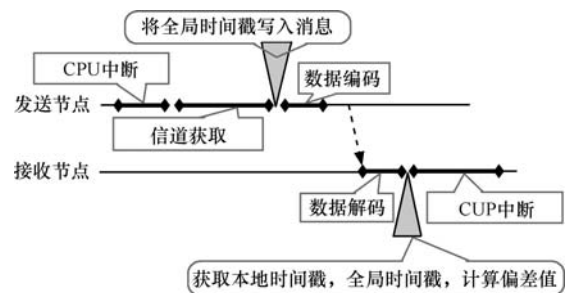 将全局时间戳写入消息
CPU中断
数据编码
发送节点
信道获取
接收节点
数据解码
CUP中断
获取本地时间戳，全局时间戳，计算偏差值